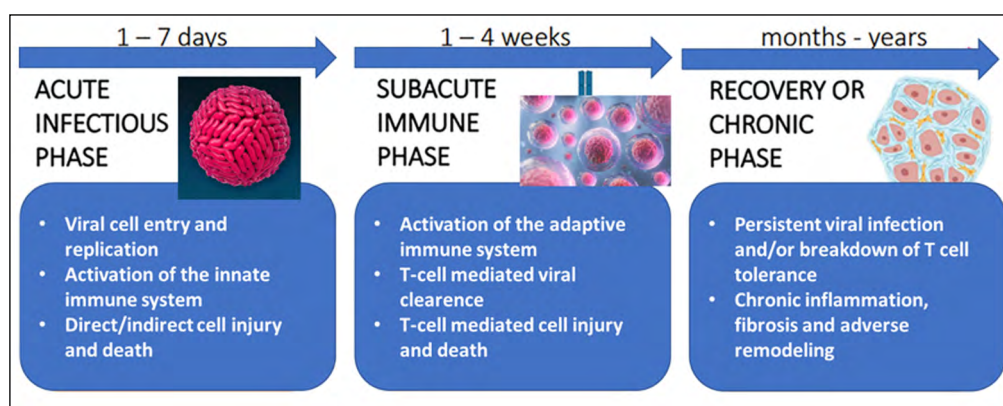 1 – 7 days
ACUTE
INFECTIOUS
PHASE
• Viral cell entry and
replication
• Activation of the innate
immune system
• Direct/indirect cell injury
and death
1 – 4 weeks
SUBACUTE
IMMUNE
PHASE
• Activation of the adaptive
immune system
• T-cell mediated viral
clearence
• T-cell mediated cell injury
and death
months - years
RECOVERY OR
CHRONIC
PHASE
• Persistent viral infection
and/or breakdown of T cell
tolerance
• Chronic inflammation,
fibrosis and adverse
remodeling